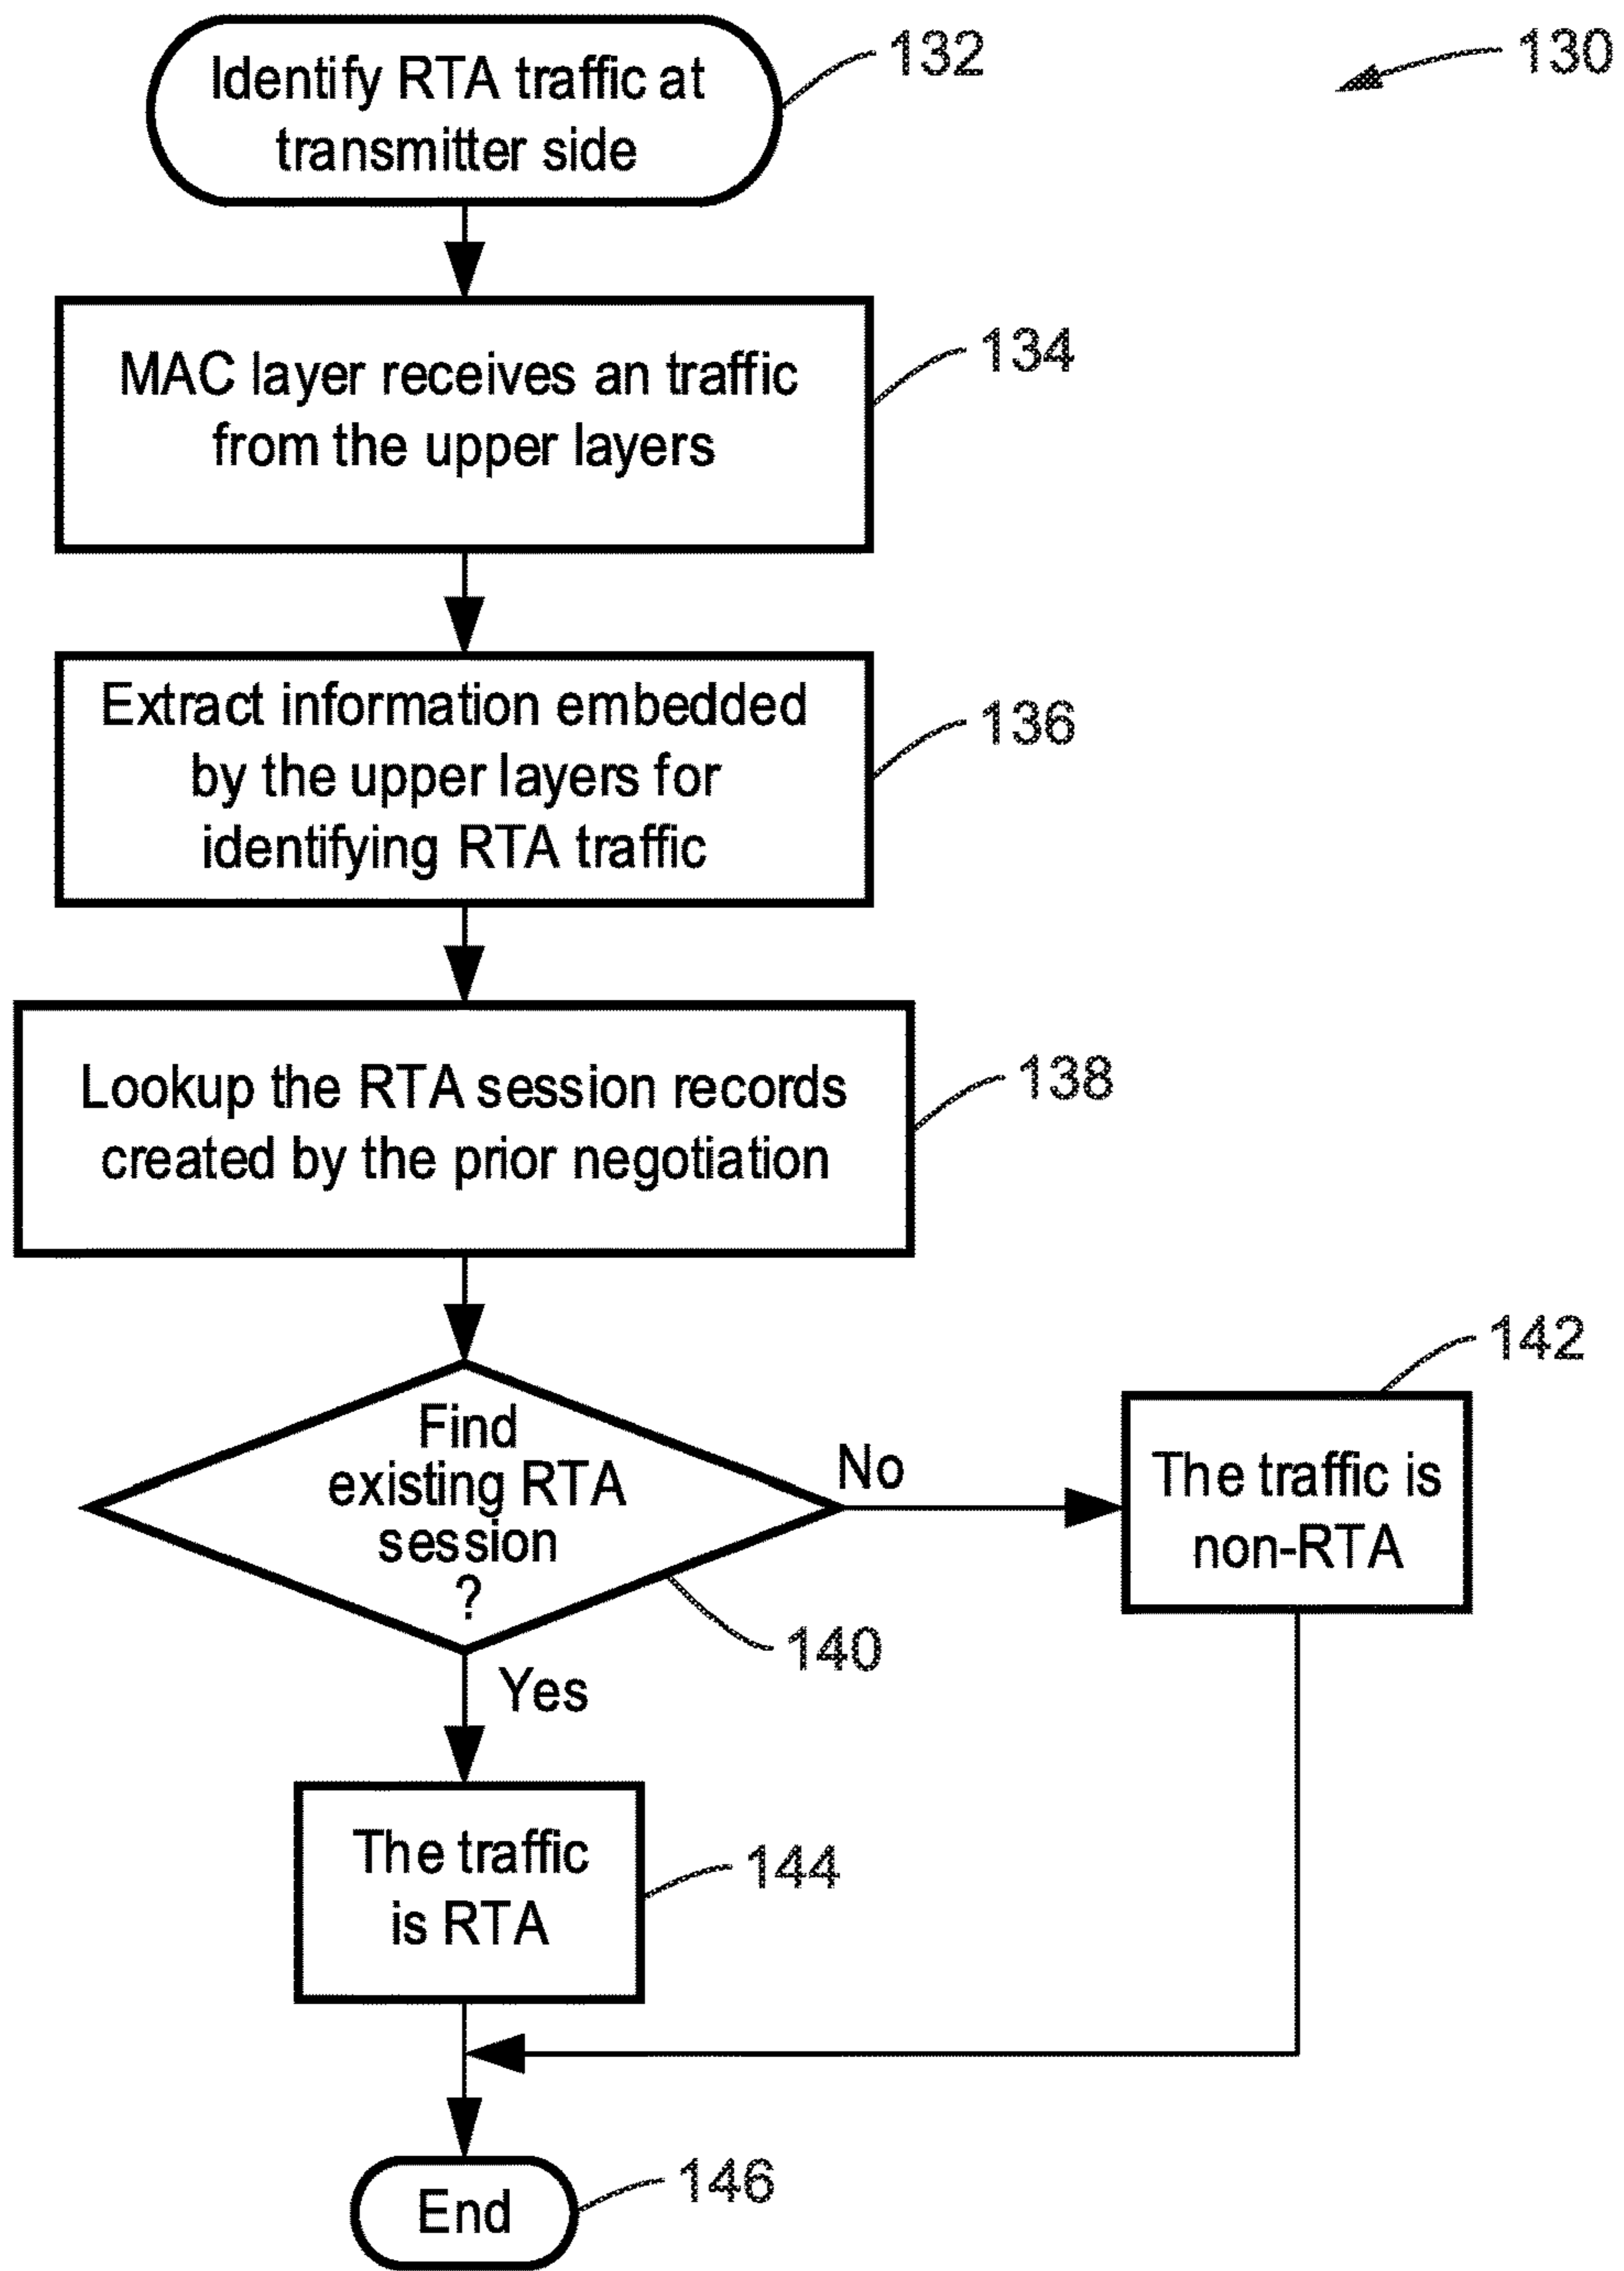 Identify RTA traffic at
transmitter side
132
130
MAC layer receives an traffic
from the upper layers
134
Extract information embedded
by the upper layers for
identifying RTA traffic
136
Lookup the RTA session records
created by the prior negotiation
138
Find
existing RTA
session
?
140
No
142
The traffic is
non-RTA
Yes
The traffic
is RTA
144
End
146